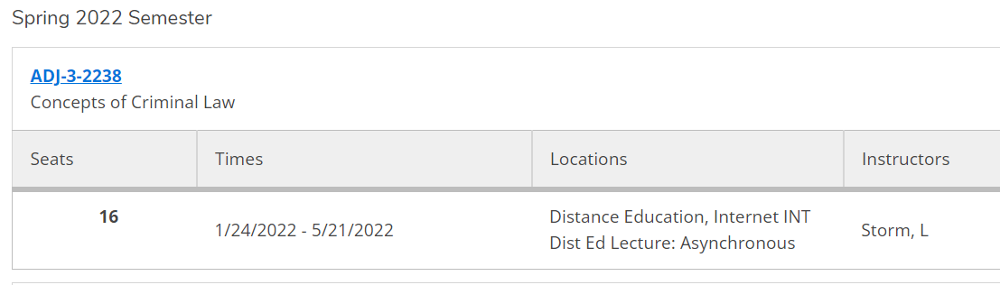 Spring 2022 Semester
ADJ-3-2238
Concepts of Criminal Law
Seats Times Locations Instructors
16 1/24/2022 - 5/21/2022 Distance Education, Internet INT Storm, L
Dist Ed Lecture: Asynchronous